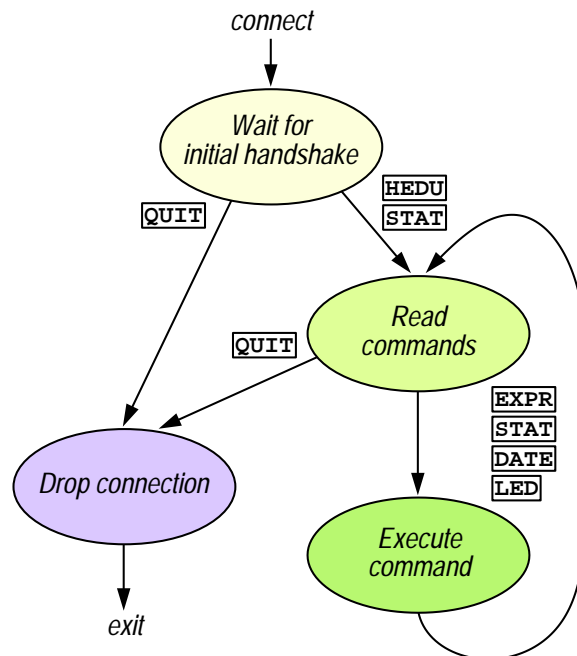 connect
Wait for
initial handshake
HEDU
QUIT
STAT
Read
commands
QUIT
EXPR
STAT
DATE
LED
Drop connection
Execute
command
exit